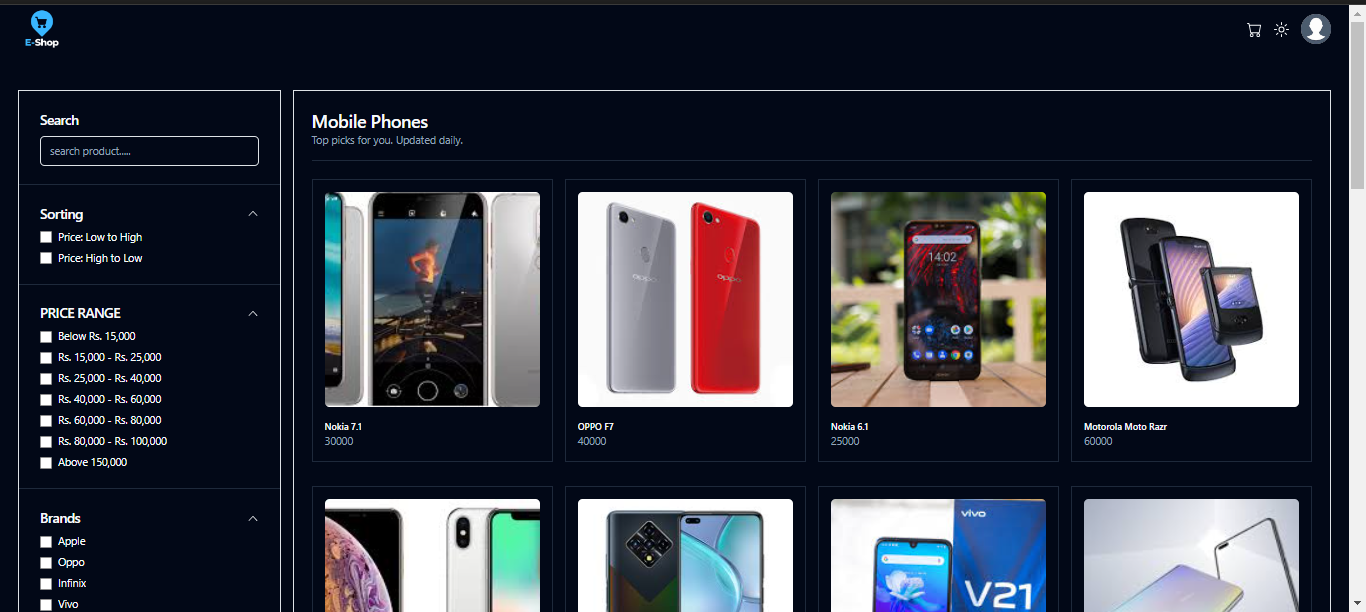 E-Shop
Search
search product.....
Sorting
Price: Low to High
Price: High to Low
PRICE RANGE
Below Rs. 15,000
Rs. 15,000 - Rs. 25,000
Rs. 25,000 - Rs. 40,000
Rs. 40,000 - Rs. 60,000
Rs. 60,000 - Rs. 80,000
Rs. 80,000 - Rs. 100,000
Above 150,000
Brands
Apple
Oppo
Infinix
Vivo
Mobile Phones
Top picks for you. Updated daily.
oppo
oppo
14:02
Nokia 7.1
30000
OPPO F7
40000
Nokia 6.1
25000
Motorola Moto Razr
60000
vivo
V21